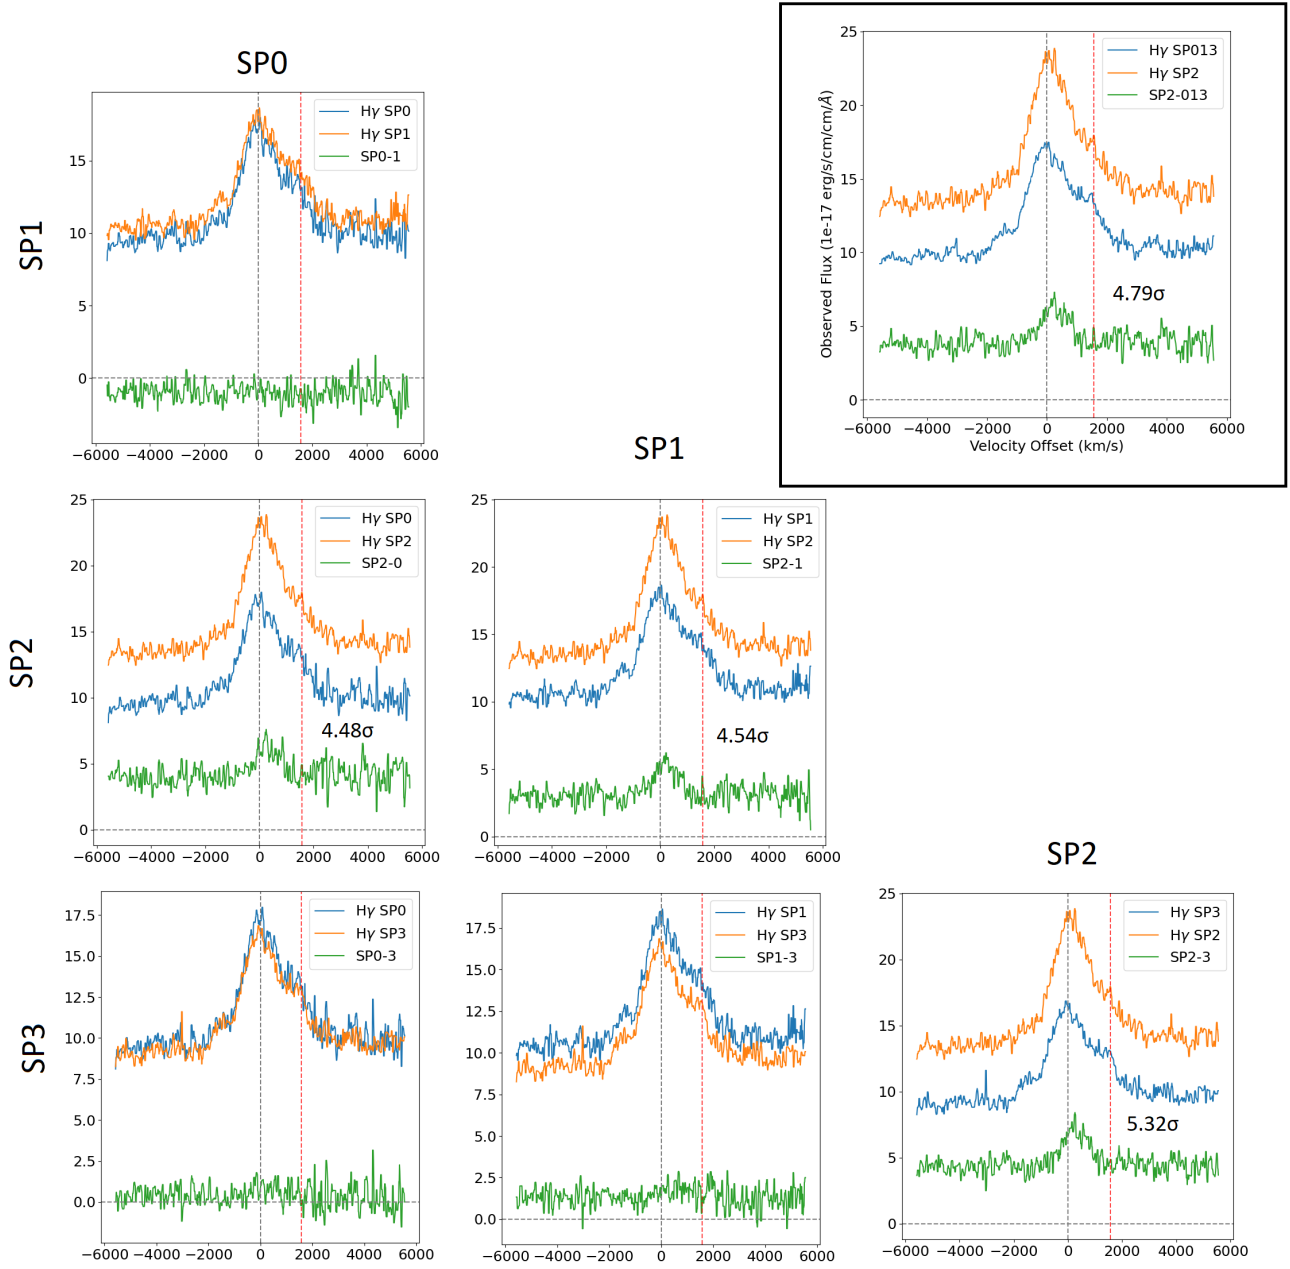 SP0
SP1
Hγ SP0
Hγ SP1
SP0-1
15
10
5
0
−6000 −4000 −2000 0 2000 4000 6000
25
20
15
10
5
0
Observed Flux (1e-17 erg/s/cm/cm/Å)
Hγ SP013
Hγ SP2
SP2-013
4.79σ
−6000 −4000 −2000 0 2000 4000 6000
Velocity Offset (km/s)
SP1
SP2
25
20
15
10
5
0
Hγ SP0
Hγ SP2
SP2-0
4.48σ
−6000 −4000 −2000 0 2000 4000 6000
25
20
15
10
5
0
Hγ SP1
Hγ SP2
SP2-1
4.54σ
−6000 −4000 −2000 0 2000 4000 6000
SP2
SP3
17.5
15.0
12.5
10.0
7.5
5.0
2.5
0.0
Hγ SP0
Hγ SP3
SP0-3
−6000 −4000 −2000 0 2000 4000 6000
17.5
15.0
12.5
10.0
7.5
5.0
2.5
0.0
Hγ SP1
Hγ SP3
SP1-3
−6000 −4000 −2000 0 2000 4000 6000
25
20
15
10
5
0
Hγ SP3
Hγ SP2
SP2-3
5.32σ
−6000 −4000 −2000 0 2000 4000 6000